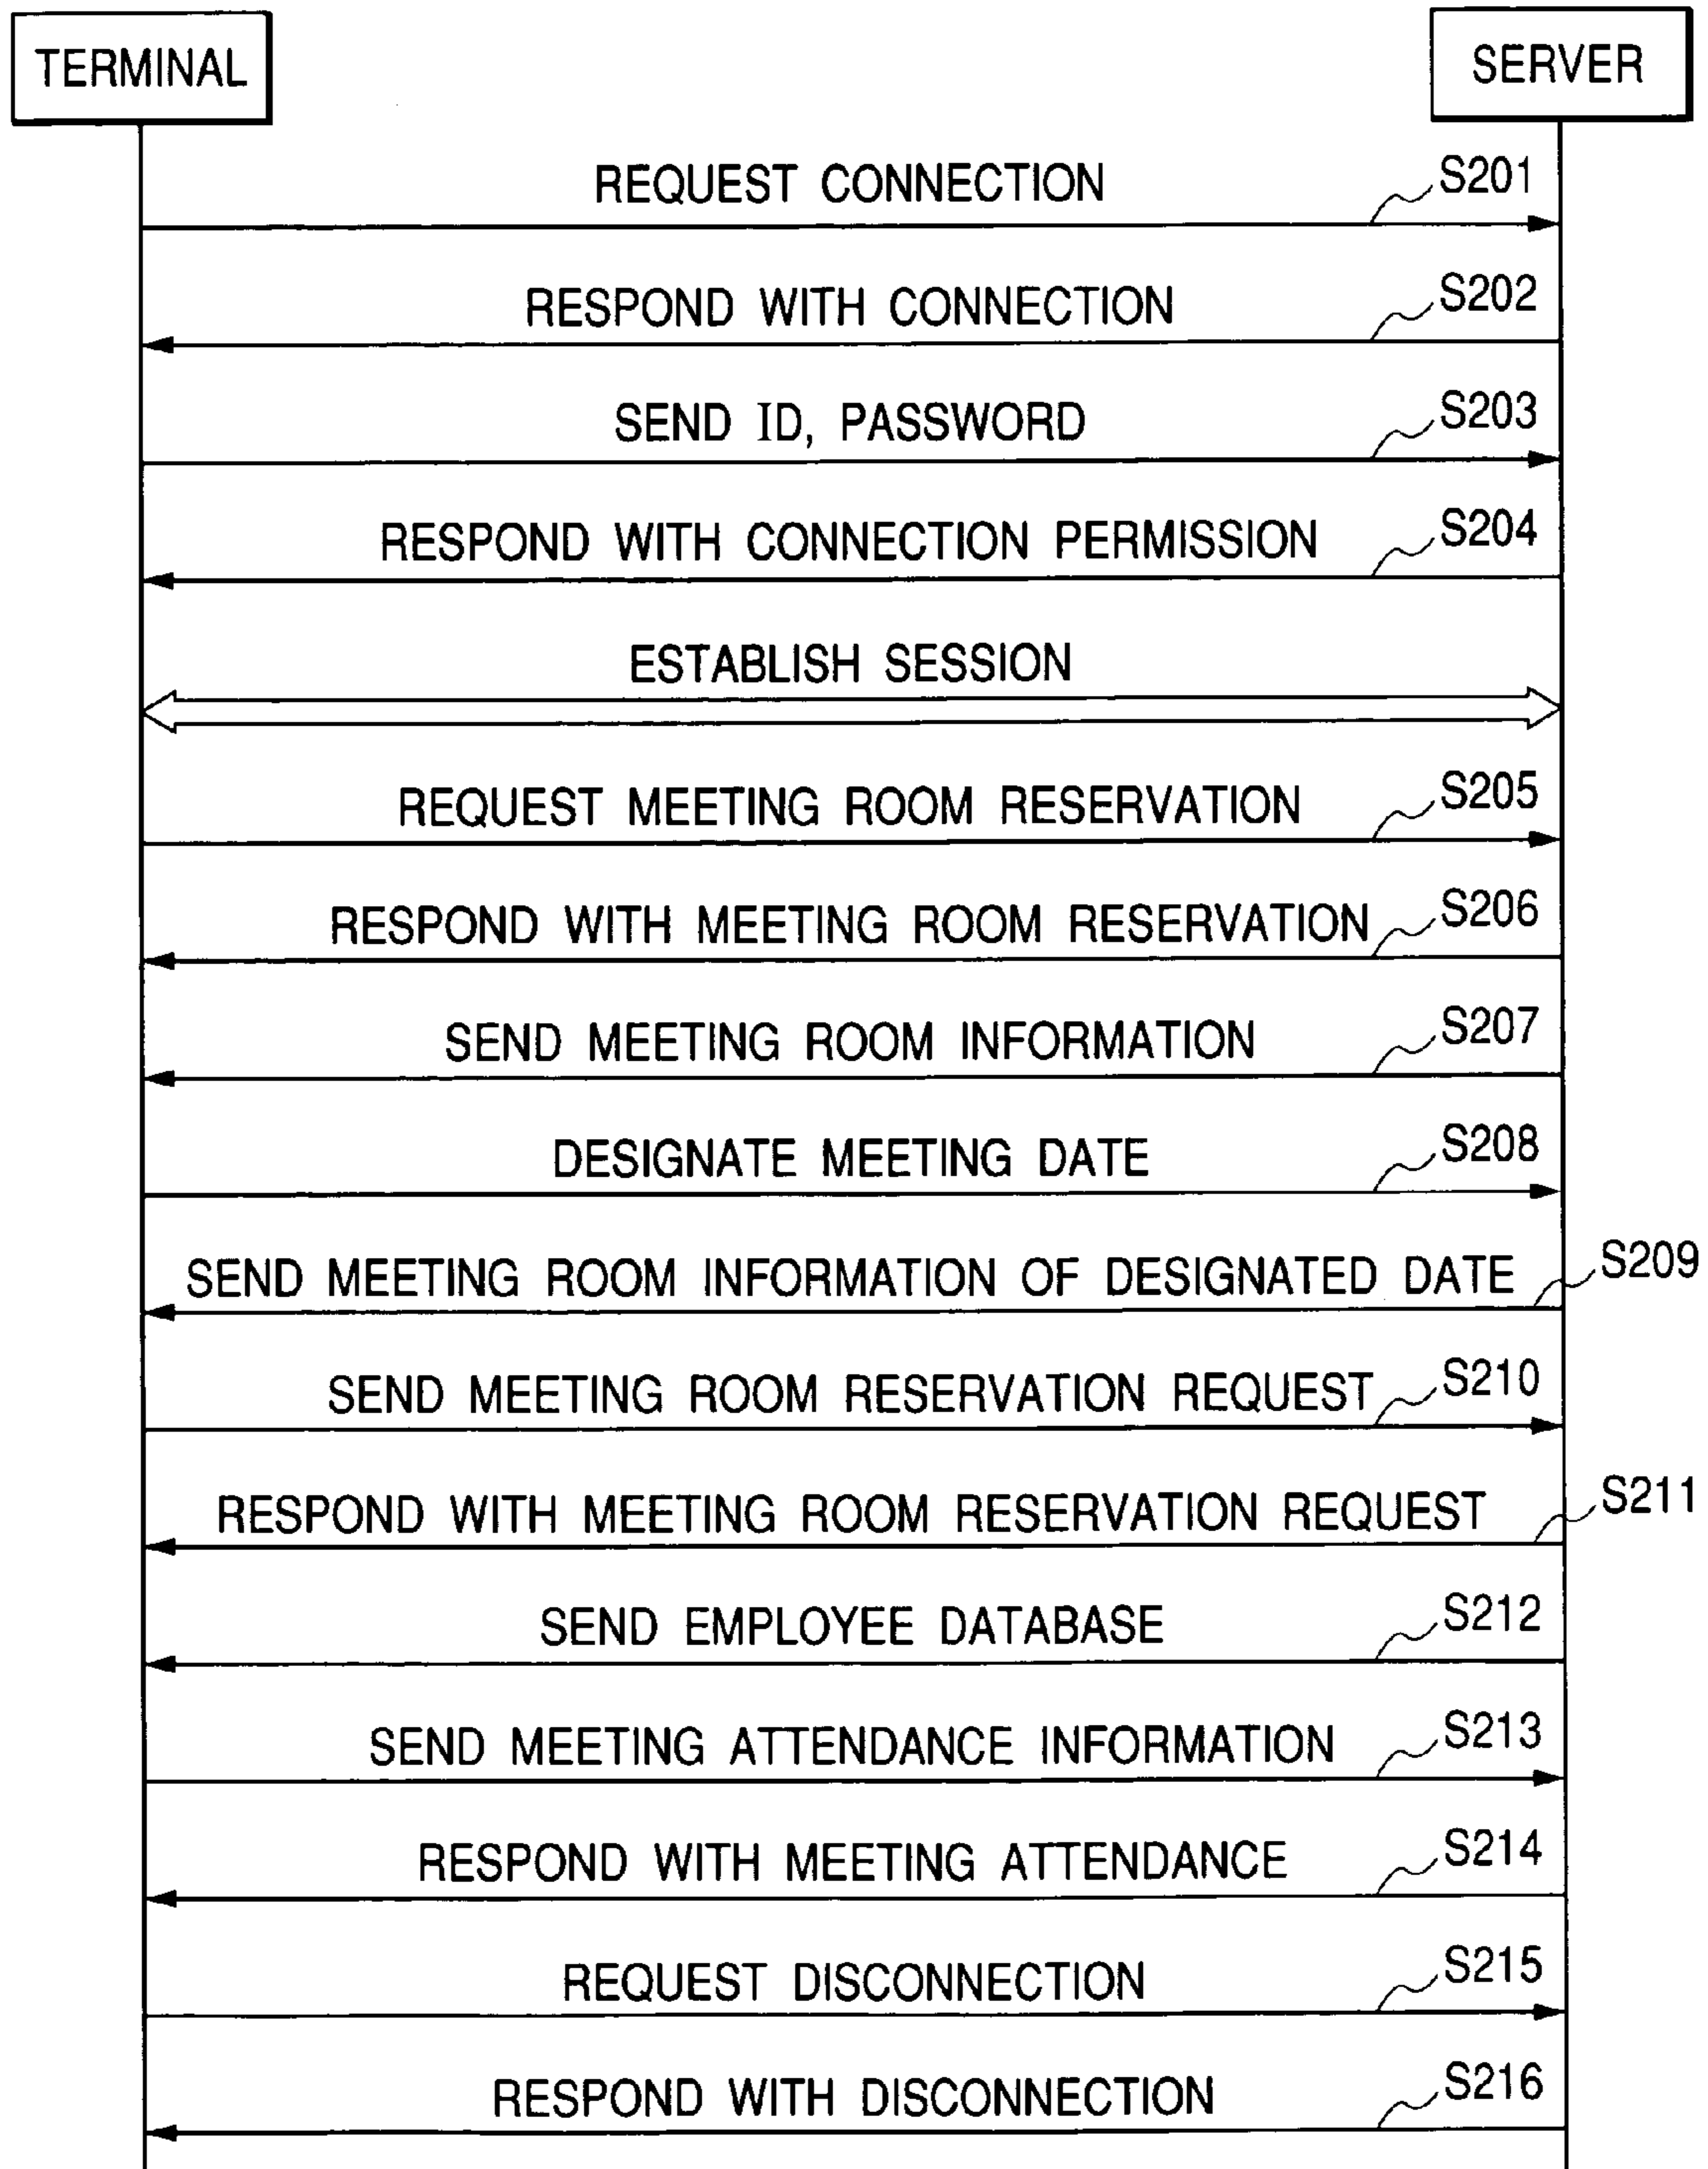 TERMINAL
SERVER
REQUEST CONNECTION
S201
RESPOND WITH CONNECTION
S202
SEND ID, PASSWORD
S203
RESPOND WITH CONNECTION PERMISSION
S204
ESTABLISH SESSION
REQUEST MEETING ROOM RESERVATION
S205
RESPOND WITH MEETING ROOM RESERVATION
S206
SEND MEETING ROOM INFORMATION
S207
DESIGNATE MEETING DATE
S208
SEND MEETING ROOM INFORMATION OF DESIGNATED DATE
S209
SEND MEETING ROOM RESERVATION REQUEST
S210
RESPOND WITH MEETING ROOM RESERVATION REQUEST
S211
SEND EMPLOYEE DATABASE
S212
SEND MEETING ATTENDANCE INFORMATION
S213
RESPOND WITH MEETING ATTENDANCE
S214
REQUEST DISCONNECTION
S215
RESPOND WITH DISCONNECTION
S216